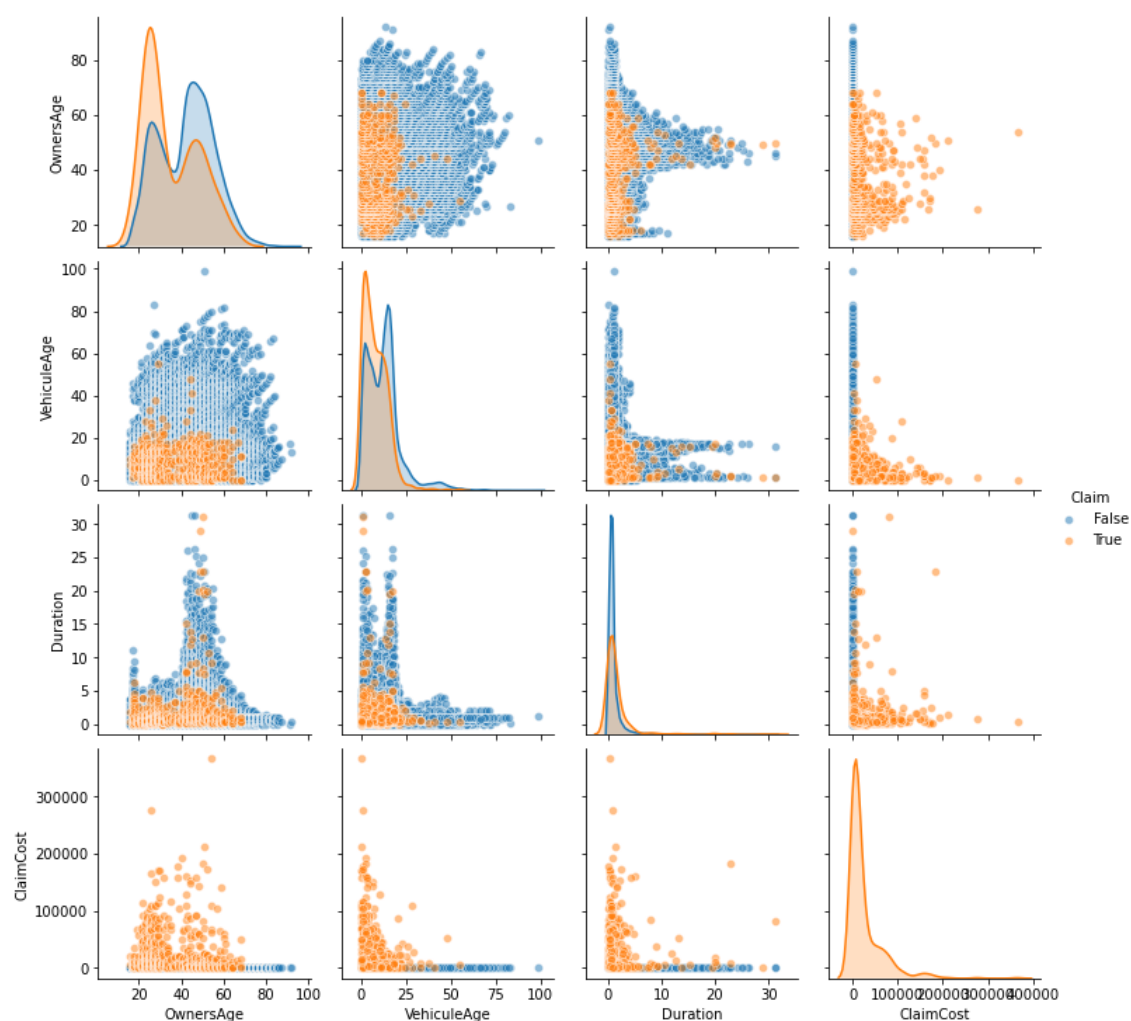 80
60
40
20
OwnersAge
100
80
60
40
20
0
VehiculeAge
Claim
False
True
30
25
20
15
10
5
0
Duration
300000
200000
100000
0
ClaimCost
20 40 60 80 100
OwnersAge
0 25 50 75 100
VehiculeAge
0 10 20 30
Duration
0 100000 200000 300000 400000
ClaimCost